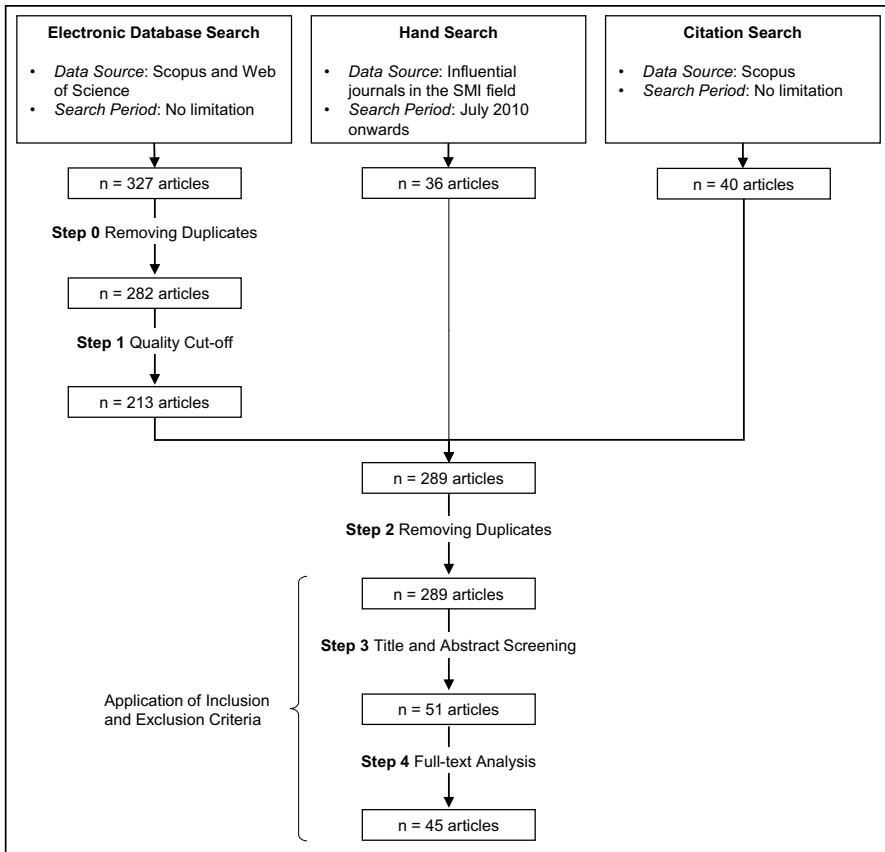 Electronic Database Search
• Data Source: Scopus and Web
of Science
• Search Period: No limitation
Hand Search
• Data Source: Influential
journals in the SMI field
• Search Period: July 2010
onwards
Citation Search
• Data Source: Scopus
• Search Period: No limitation
n = 327 articles
n = 36 articles
n = 40 articles
Step 0 Removing Duplicates
n = 282 articles
Step 1 Quality Cut-off
n = 213 articles
n = 289 articles
Step 2 Removing Duplicates
n = 289 articles
Step 3 Title and Abstract Screening
Application of Inclusion
and Exclusion Criteria
n = 51 articles
Step 4 Full-text Analysis
n = 45 articles